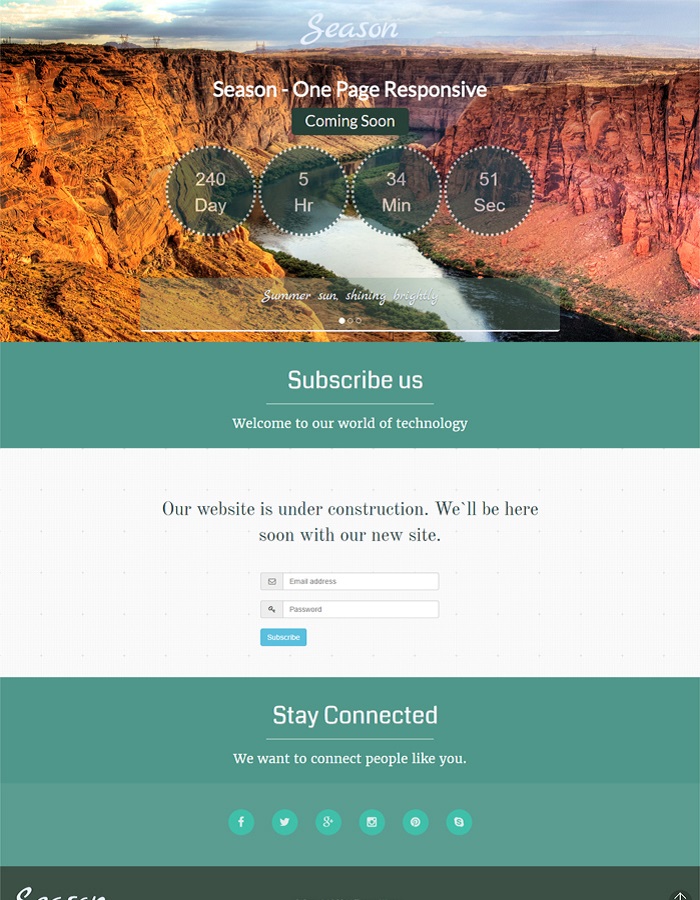 Season
Season - One Page Responsive
Coming Soon
240 5 34 51
Day Hr Min Sec
Summer sun, shining brightly
Subscribe us
Welcome to our world of technology
Our website is under construction. We`ll be here
soon with our new site.
Email address
Password
Subscribe
Stay Connected
We want to connect people like you.
Season